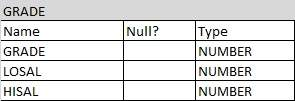 GRADE
Name Null? Type
GRADE NUMBER
LOSAL NUMBER
HISAL NUMBER